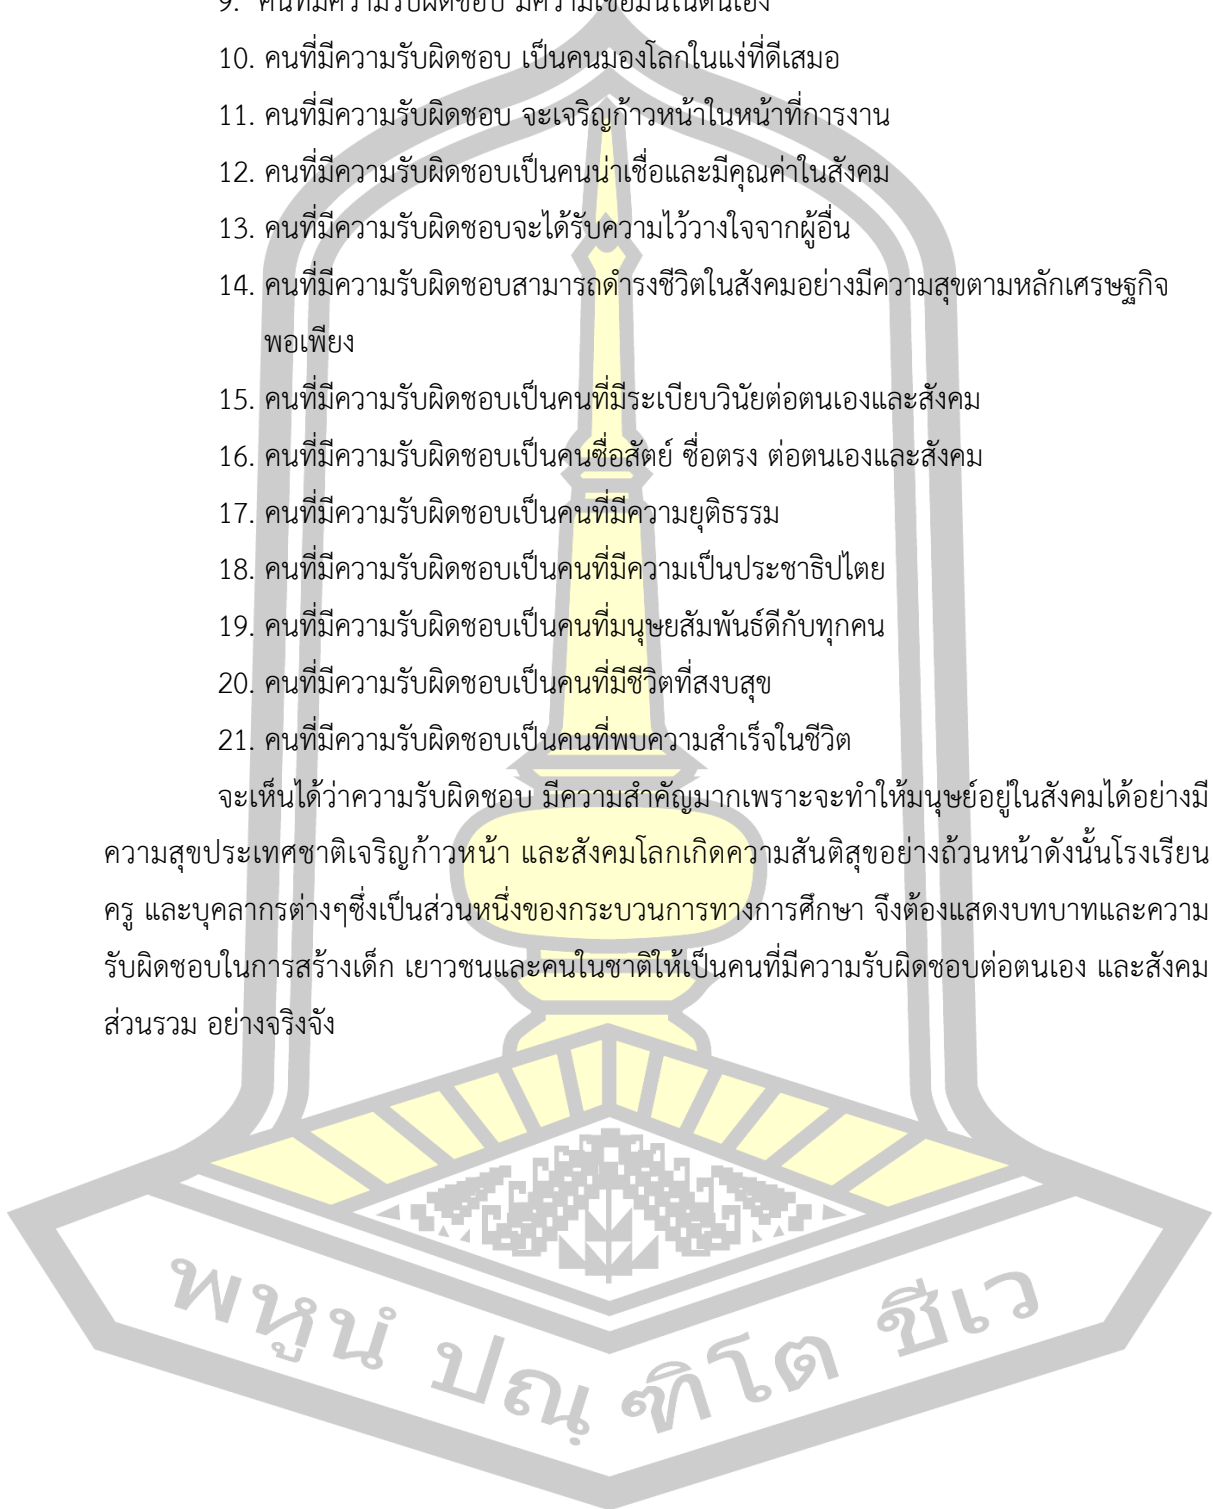 9. คนที่มีความรับผิดชอบ มีความเชื่อมั่นในตนเอง
10. คนที่มีความรับผิดชอบ เป็นคนมองโลกในแง่ที่ดีเสมอ
11. คนที่มีความรับผิดชอบ จะเจริญก้าวหน้าในหน้าที่การงาน
12. คนที่มีความรับผิดชอบเป็นคนน่าเชื่อและมีคุณค่าในสังคม
13. คนที่มีความรับผิดชอบจะได้รับความไว้วางใจจากผู้อื่น
14. คนที่มีความรับผิดชอบสามารถดำรงชีวิตในสังคมอย่างมีความสุขตามหลักเศรษฐกิจ
พอเพียง
15. คนที่มีความรับผิดชอบเป็นคนที่มีระเบียบวินัยต่อตนเองและสังคม
16. คนที่มีความรับผิดชอบเป็นคนซื่อสัตย์ ซื่อตรง ต่อตนเองและสังคม
17. คนที่มีความรับผิดชอบเป็นคนที่มีความยุติธรรม
18. คนที่มีความรับผิดชอบเป็นคนที่มีความเป็นประชาธิปไตย
19. คนที่มีความรับผิดชอบเป็นคนที่มนุษยสัมพันธ์ดีกับทุกคน
20. คนที่มีความรับผิดชอบเป็นคนที่มีชีวิตที่สงบสุข
21. คนที่มีความรับผิดชอบเป็นคนที่พบความสำเร็จในชีวิต
จะเห็นได้ว่าความรับผิดชอบ มีความสำคัญมากเพราะจะทำให้มนุษย์อยู่ในสังคมได้อย่างมี
ความสุขประเทศชาติเจริญก้าวหน้า และสังคมโลกเกิดความสันติสุขอย่างถ้วนหน้าดังนั้นโรงเรียน
ครู และบุคลากรต่างๆซึ่งเป็นส่วนหนึ่งของกระบวนการทางการศึกษา จึงต้องแสดงบทบาทและความ
รับผิดชอบในการสร้างเด็ก เยาวชนและคนในชาติให้เป็นคนที่มีความรับผิดชอบต่อตนเอง และสังคม
ส่วนรวม อย่างจริงจัง
พหูนํ ปณฺฑิโต ชีเว